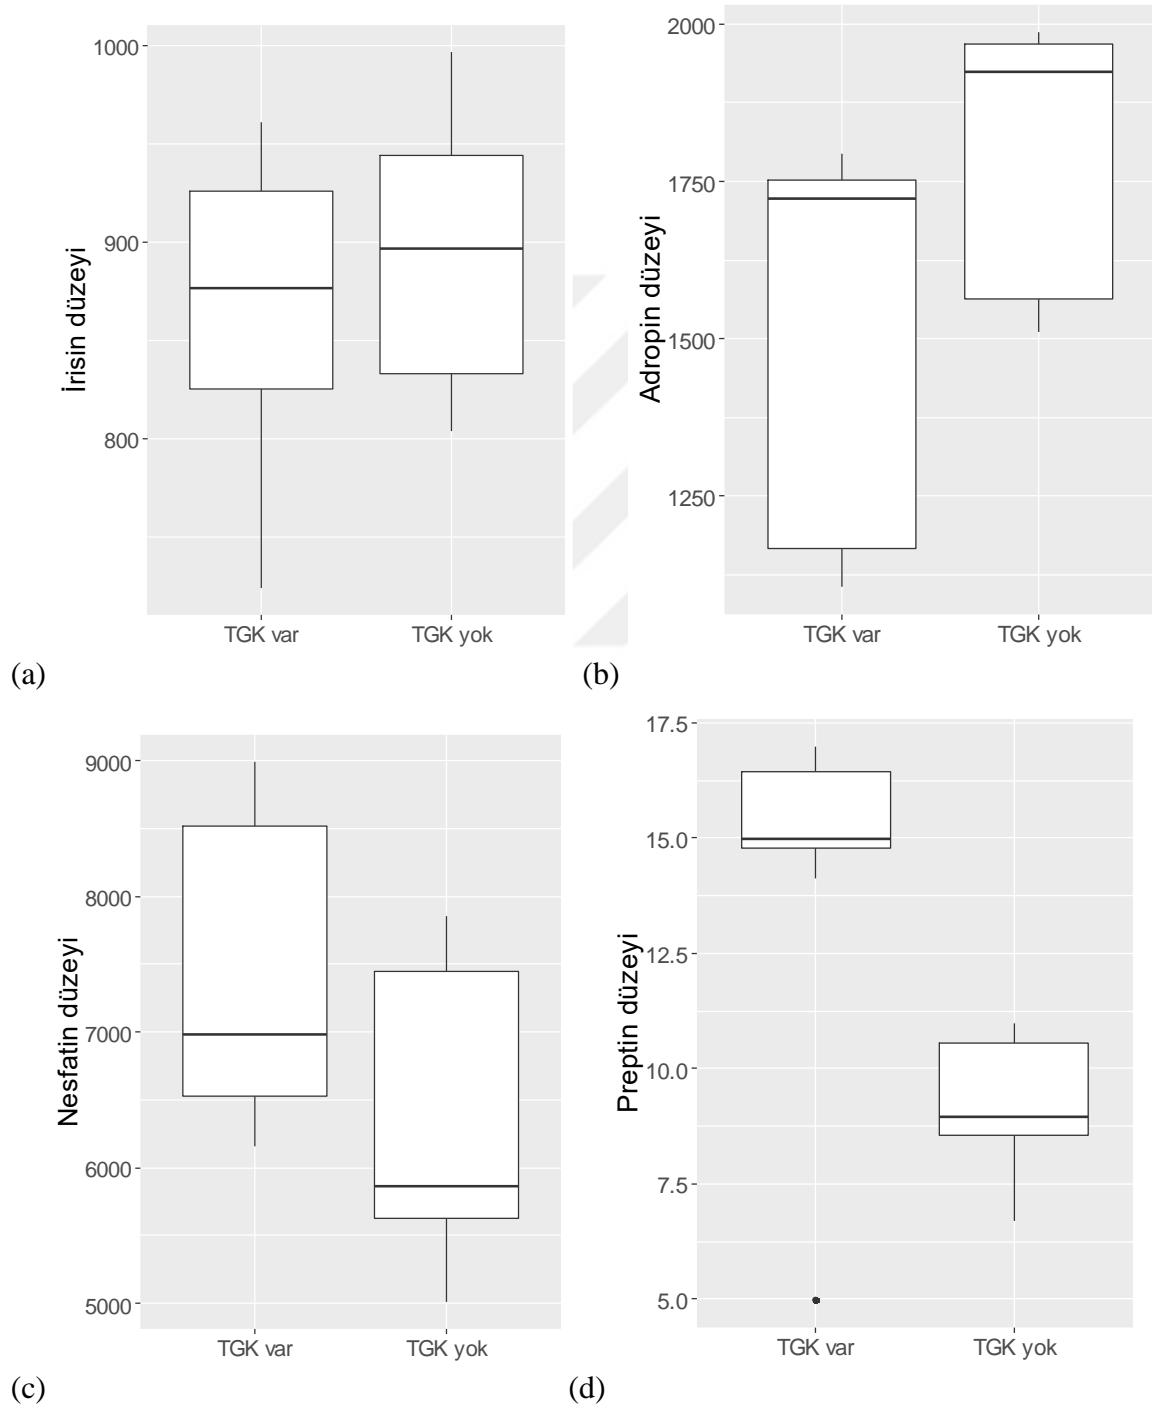 1000
900
800
İrisin düzeyi
TGK var
TGK yok
(a)
2000
1750
1500
1250
Adropin düzeyi
TGK var
TGK yok
(b)
9000
8000
7000
6000
5000
Nesfatin düzeyi
TGK var
TGK yok
(c)
17.5
15.0
12.5
10.0
7.5
5.0
Preptin düzeyi
TGK var
TGK yok
(d)